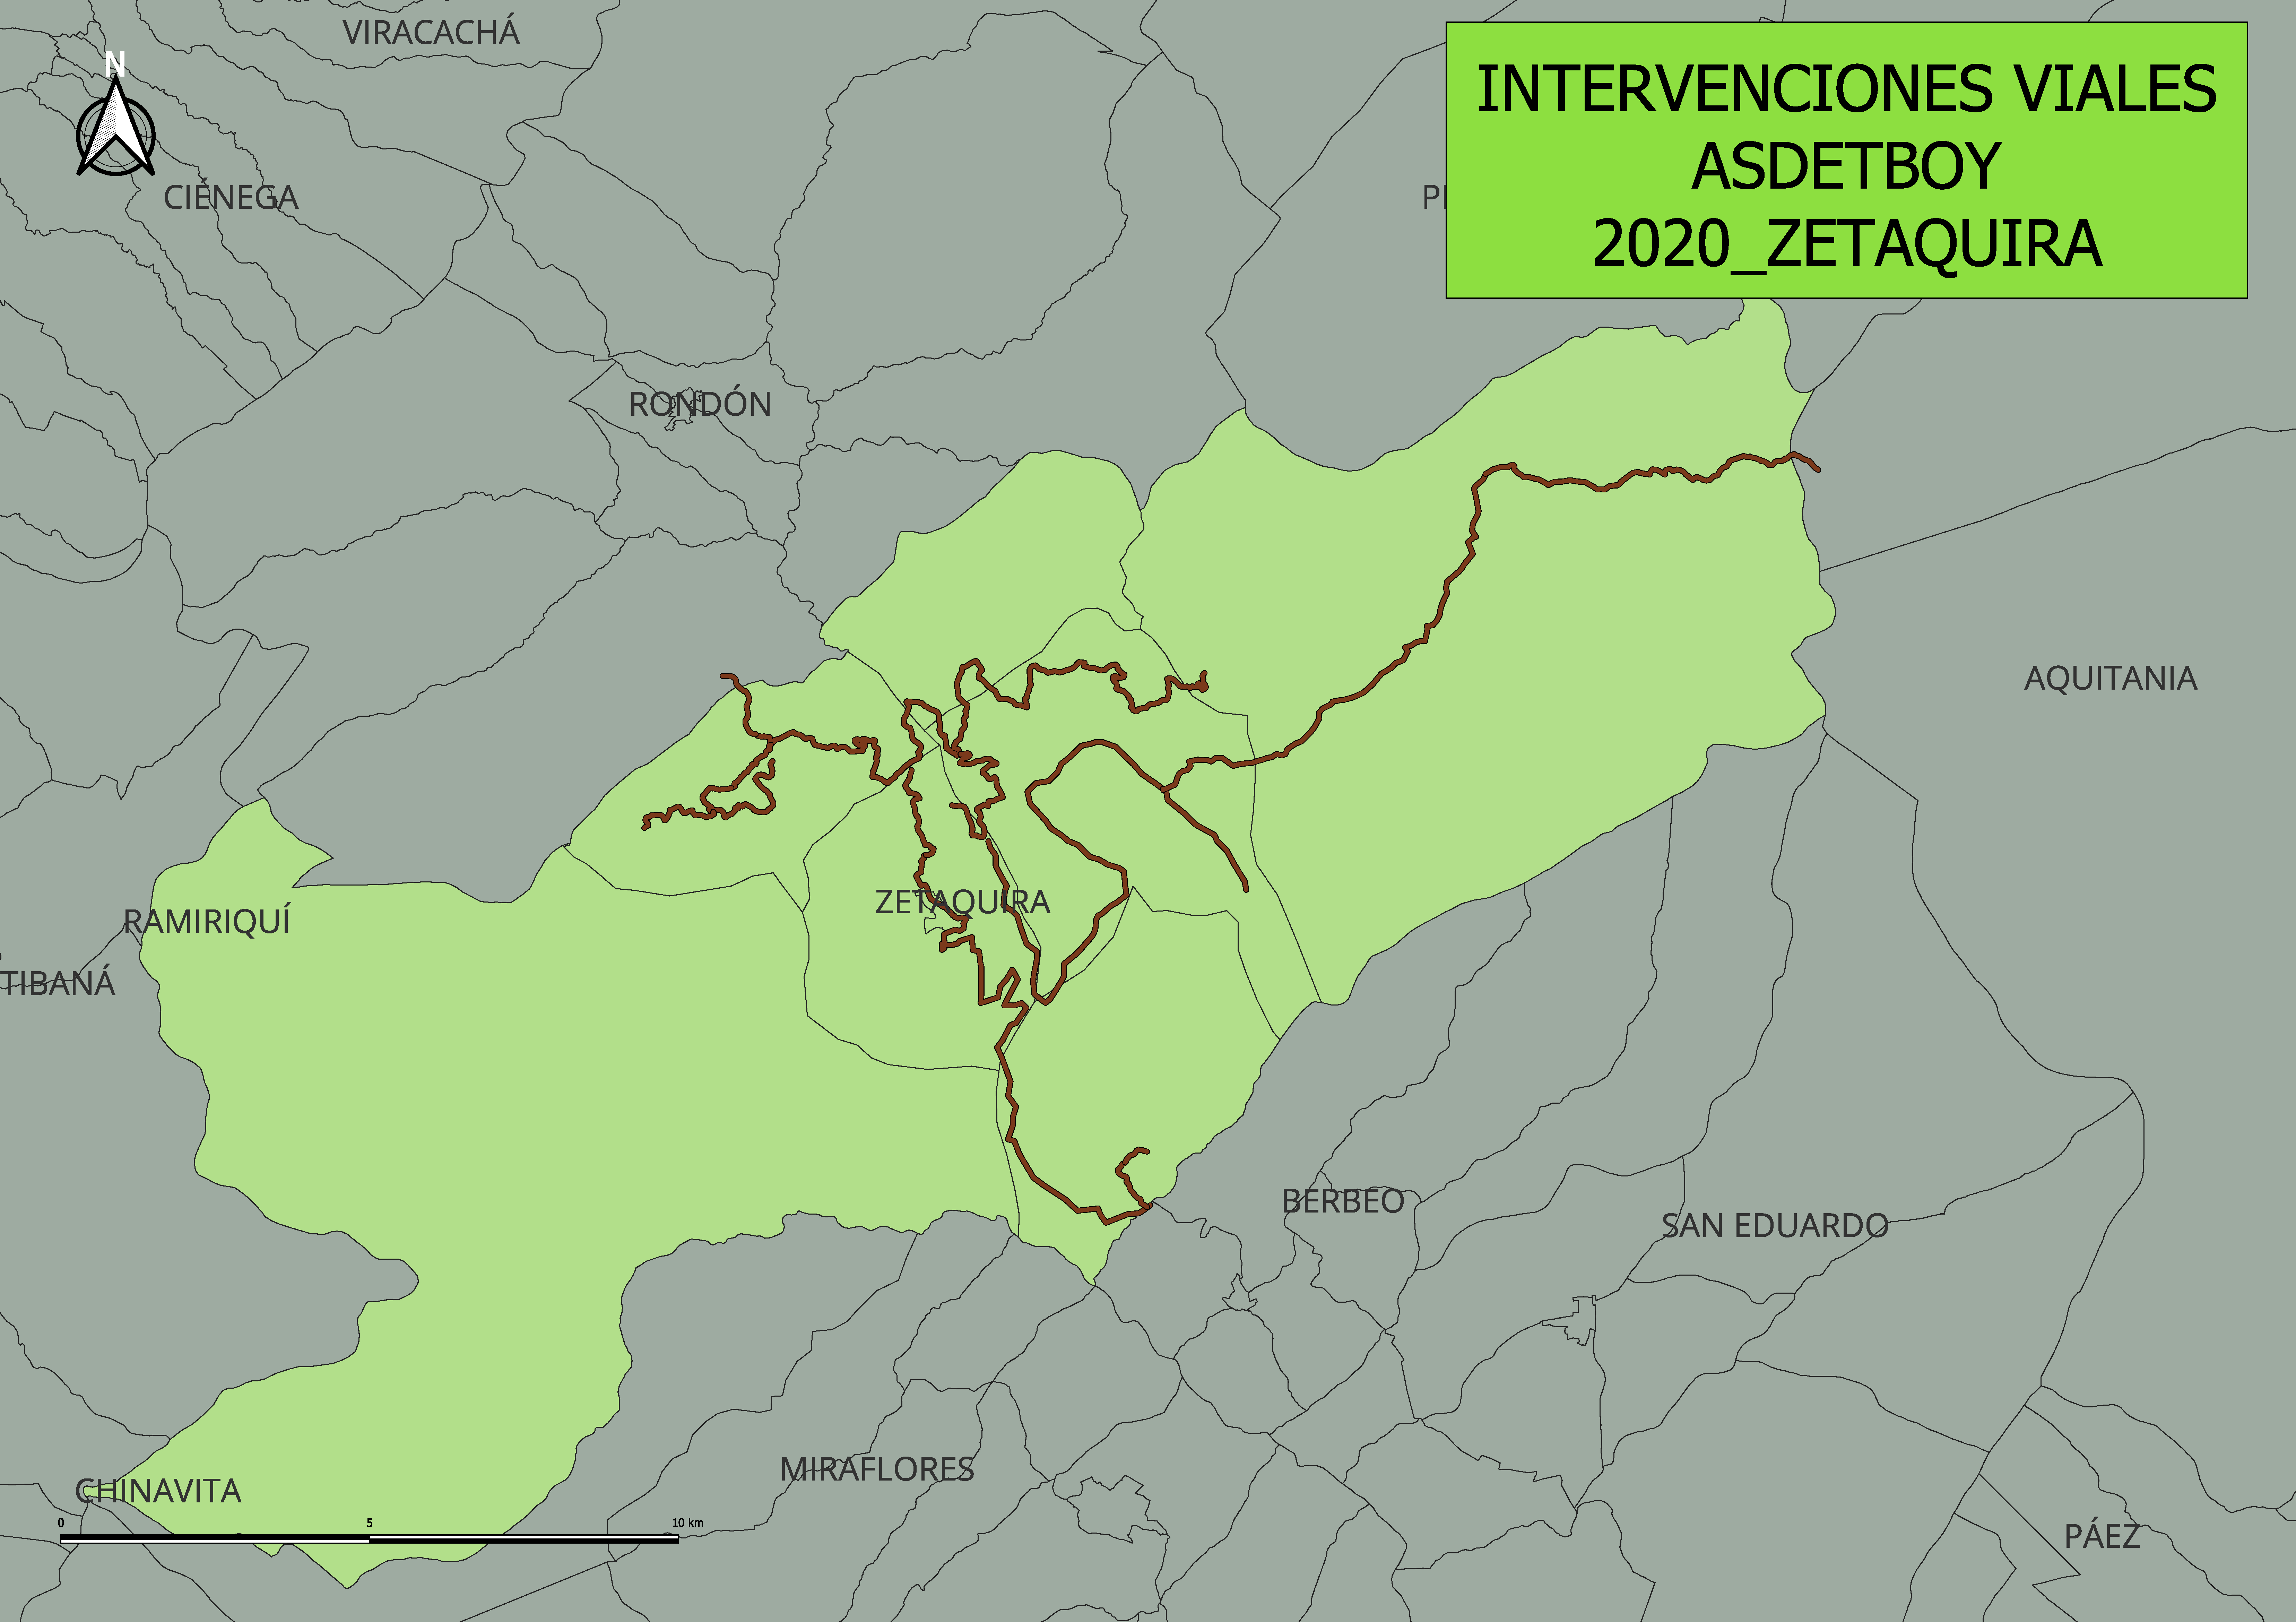 VIRACACHÁ
N
INTERVENCIONES VIALES
ASDETBOY
2020_ZETAQUIRA
CIÉNEGA
RONDÓN
AQUITANIA
ZETAQUIRA
RAMIRIQUÍ
TIBANÁ
BERBEO
SAN EDUARDO
MIRAFLORES
CHINAVITA
0 5 10 km
PÁEZ